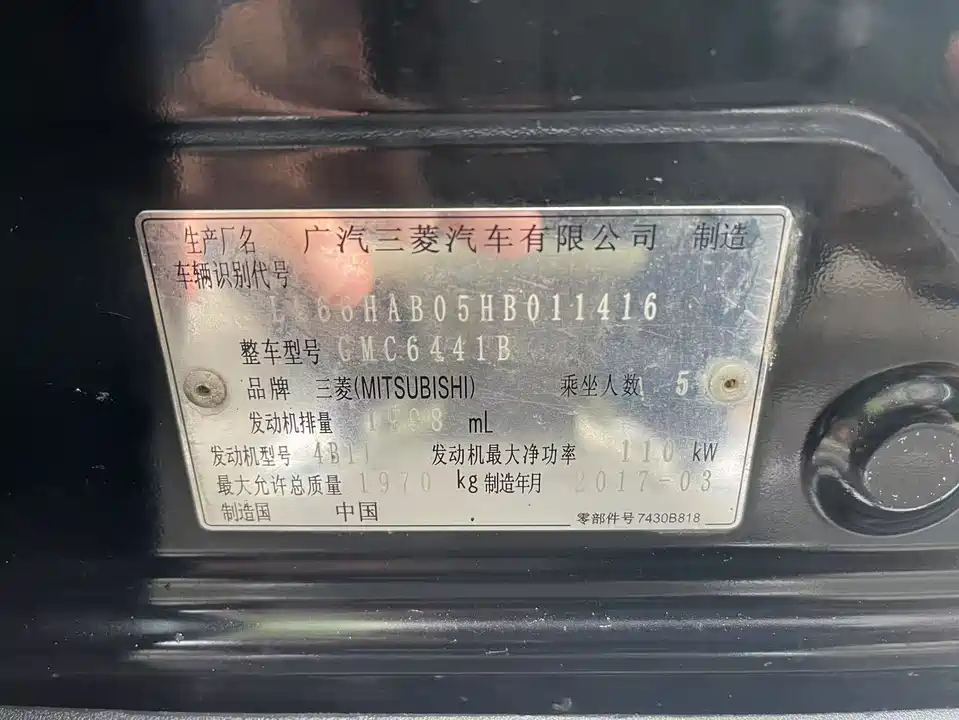 生产厂名 广汽三菱汽车有限公司 制造
车辆识别代号
整车型号 GMC6441B
品牌 三菱(MITSUBISHI) 乘坐人数 5
发动机排量 1998 mL
发动机型号 4B11 发动机最大净功率 110 kW
最大允许总质量 1970 kg 制造年月 2017-03
制造国 中国
零部件号 7430B818